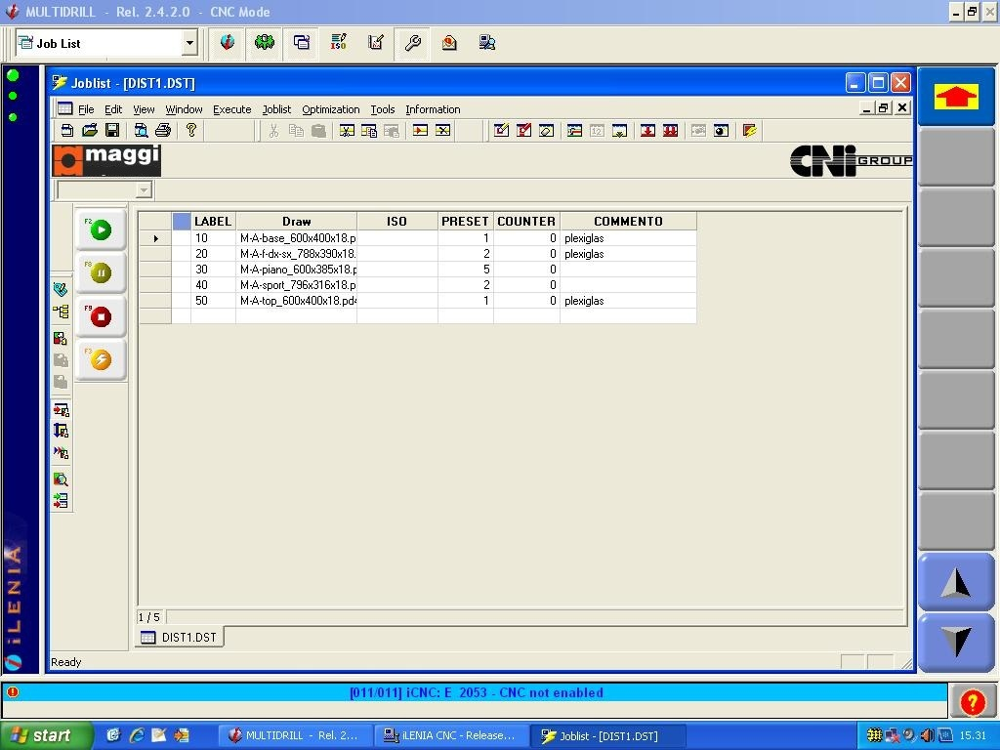 MULTIDRILL - Rel. 2.4.2.0 - CNC Mode
Job List
ISO
Joblist - [DIST1.DST]
File Edit View Window Execute Joblist Optimization Tools Information
maggi
CNi GROUP
LABEL Draw ISO PRESET COUNTER COMMENTO
10 M-A-base_600x400x18.p 1 0 plexiglas
20 M-A-f-dx-sx_788x390x18. 2 0 plexiglas
30 M-A-piano_600x385x18.p 5 0
40 M-A-sport_796x316x18.p 2 0
50 M-A-top_600x400x18.pd4 1 0 plexiglas
F2
F8
F9
F3
1 / 5
DIST1.DST
Ready
iLENIA
[011/011] iCNC: E 2053 - CNC not enabled
start
MULTIDRILL - Rel. 2...
iLENIA CNC - Release...
Joblist - [DIST1.DST]
15.31